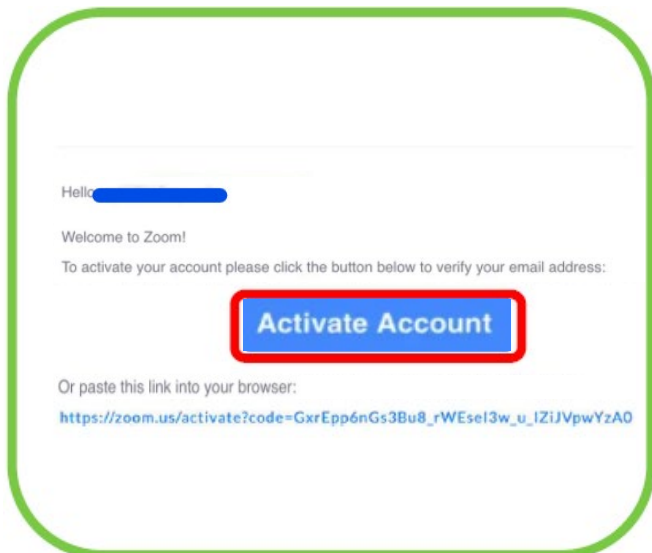 Hello
Welcome to Zoom!
To activate your account please click the button below to verify your email address:
Activate Account
Or paste this link into your browser:
https://zoom.us/activate?code=GxrEpp6nGs3Bu8_rWEseI3w_u_IZiJVpwYzA0